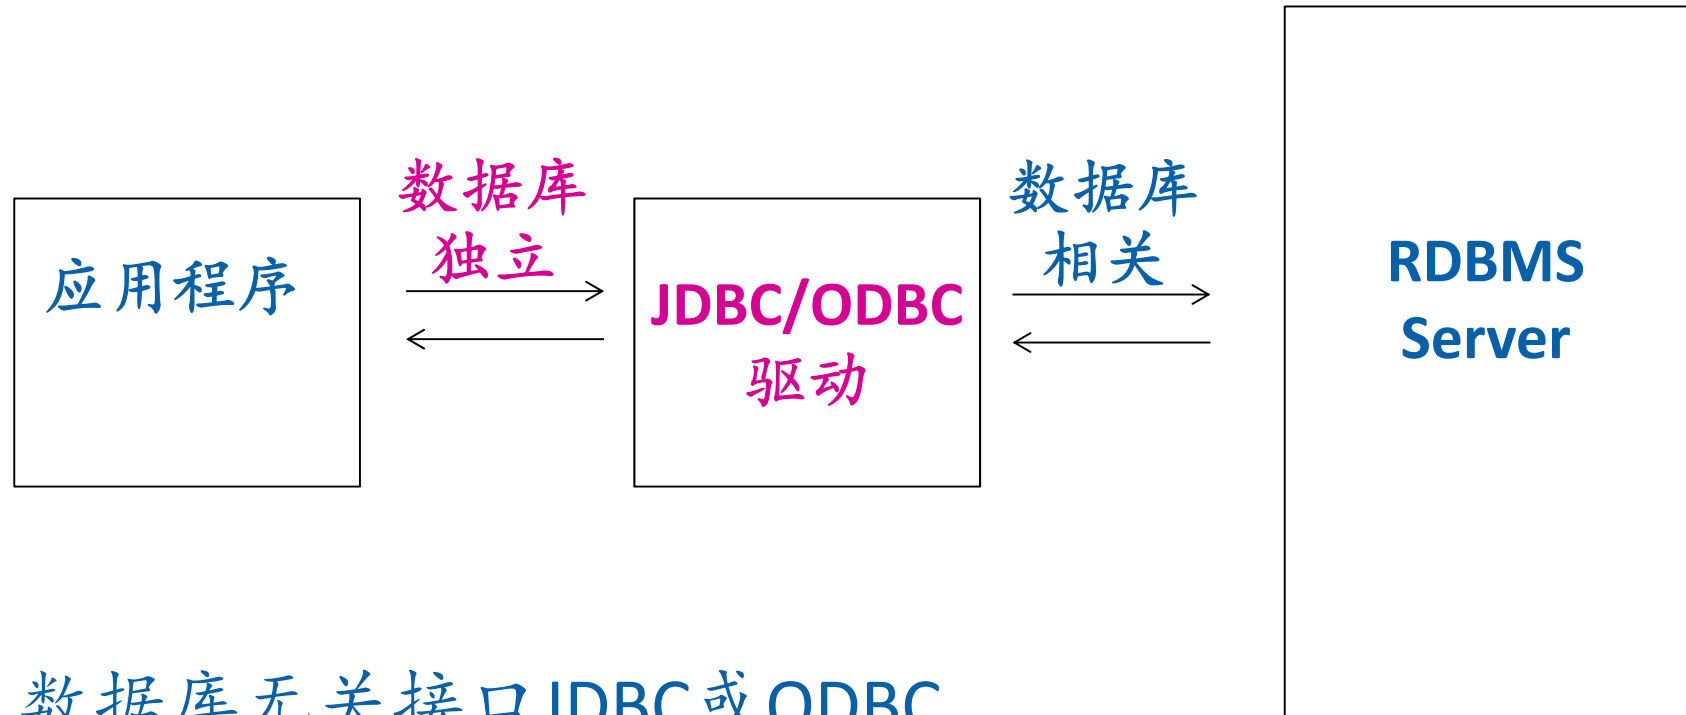 数据库
独立
数据库
相关
应用程序
JDBC/ODBC
驱动
RDBMS
Server
数据库无关接口JDBC或ODBC